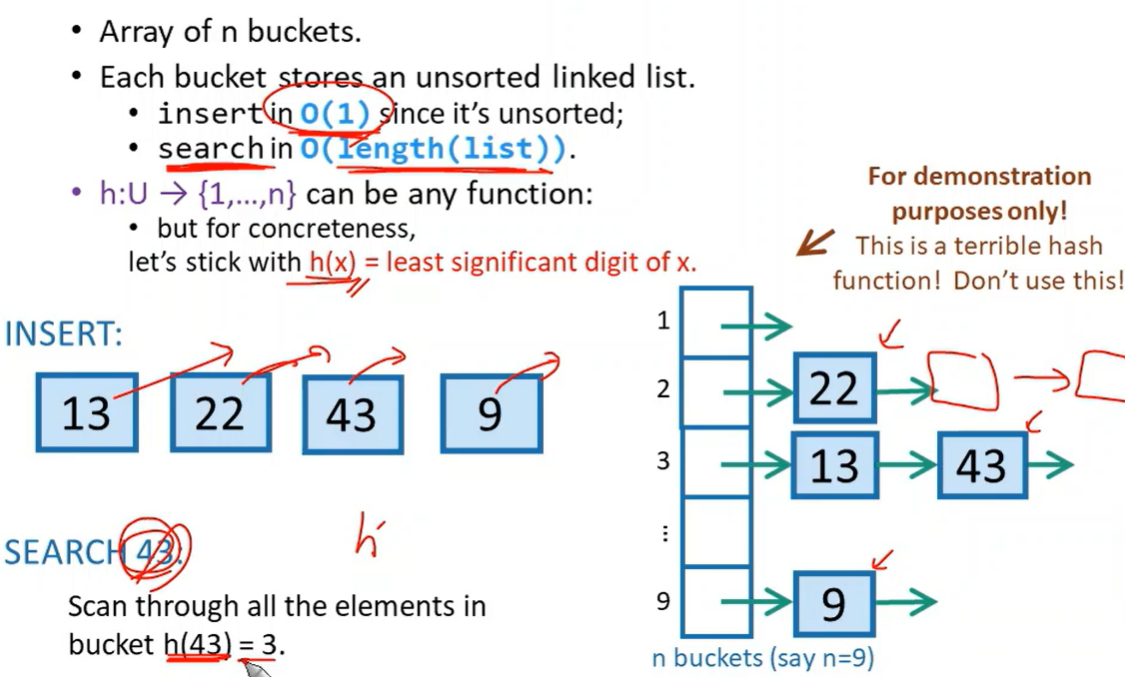 • Array of n buckets.
• Each bucket stores an unsorted linked list.
• insert in O(1) since it's unsorted;
• search in O(length(list)).
• h:U → {1,...,n} can be any function:
• but for concreteness,
let's stick with h(x) = least significant digit of x.
For demonstration
purposes only!
This is a terrible hash
function! Don't use this!
INSERT:
13 22 43 9
SEARCH 43:
h
Scan through all the elements in
bucket h(43) = 3.
1
2 22
3 13 43
⋮
9 9
n buckets (say n=9)